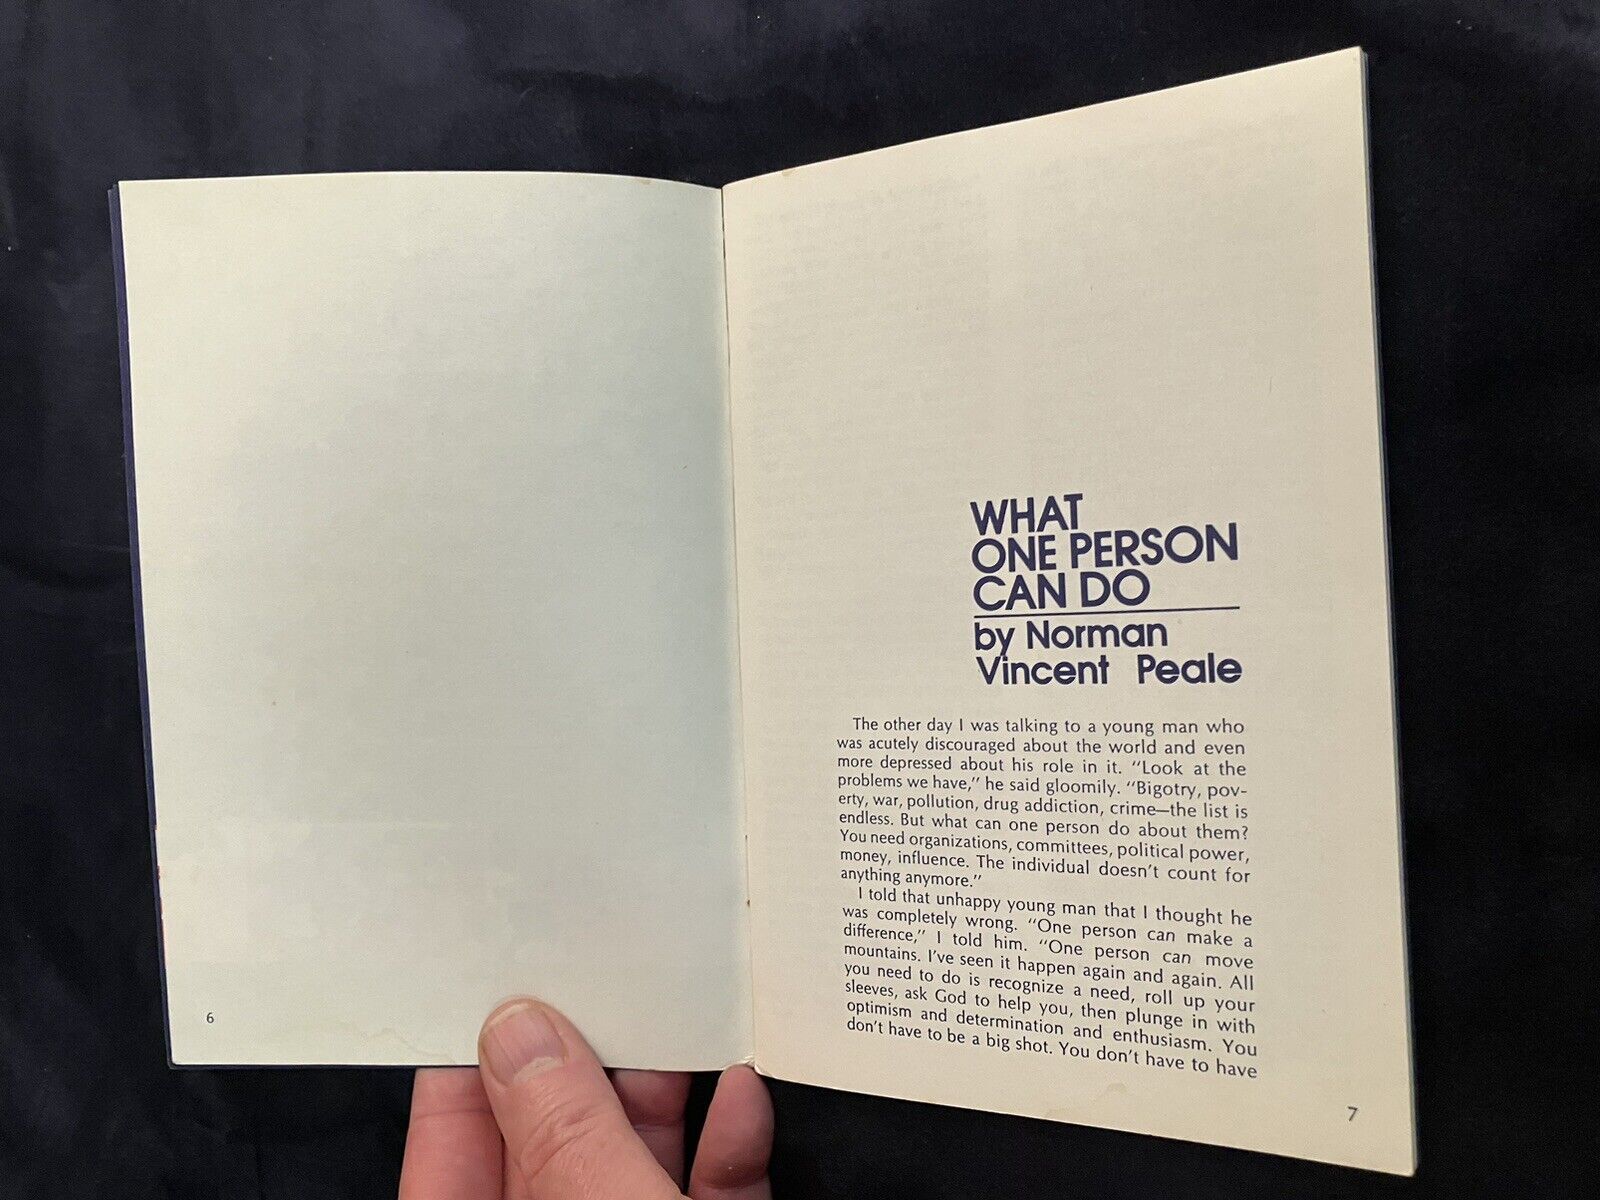 6
WHAT
ONE PERSON
CAN DO
by Norman
Vincent Peale
The other day I was talking to a young man who
was acutely discouraged about the world and even
more depressed about his role in it. "Look at the
problems we have," he said gloomily. "Bigotry, pov-
erty, war, pollution, drug addiction, crime—the list is
endless. But what can one person do about them?
You need organizations, committees, political power,
money, influence. The individual doesn't count for
anything anymore."
I told that unhappy young man that I thought he
was completely wrong. "One person can make a
difference," I told him. "One person can move
mountains. I've seen it happen again and again. All
you need to do is recognize a need, roll up your
sleeves, ask God to help you, then plunge in with
optimism and determination and enthusiasm. You
don't have to be a big shot. You don't have to have
7